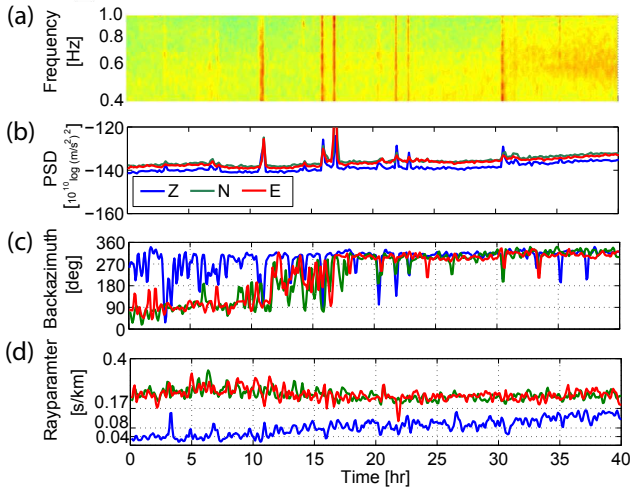 (a)
Frequency
[Hz]
1.0
0.8
0.6
0.4
(b)
PSD
[10^10log (m/s²)²]
−120
−140
−160
Z N E
(c)
Backazimuth
[deg]
360
270
180
90
0
(d)
Rayparamter
[s/km]
0.4
0.17
0.08
0.04
0 5 10 15 20 25 30 35 40
Time [hr]